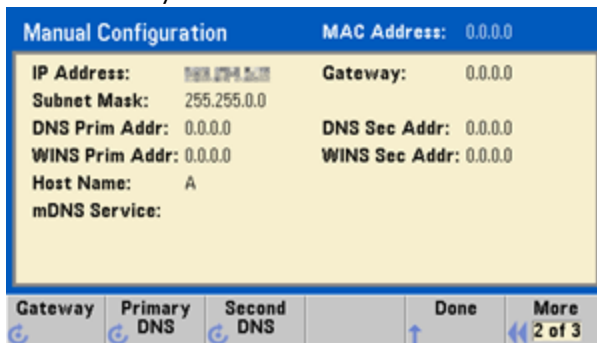 Manual Configuration MAC Address: 0.0.0.0
IP Address: Gateway: 0.0.0.0
Subnet Mask: 255.255.0.0
DNS Prim Addr: 0.0.0.0 DNS Sec Addr: 0.0.0.0
WINS Prim Addr: 0.0.0.0 WINS Sec Addr: 0.0.0.0
Host Name: A
mDNS Service:
Gateway Primary DNS Second DNS Done More 2 of 3